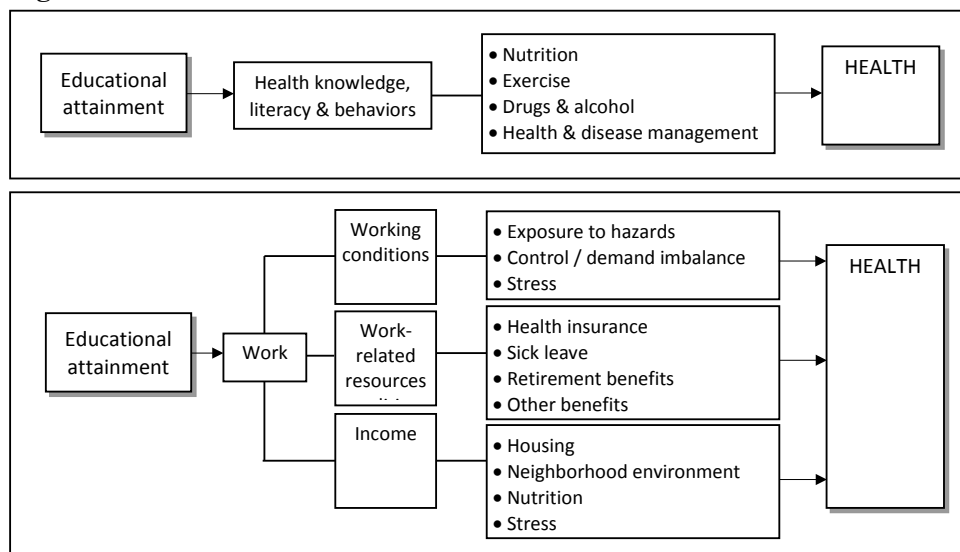 Educational
attainment
Health knowledge,
literacy & behaviors
• Nutrition
• Exercise
• Drugs & alcohol
• Health & disease management
HEALTH
Educational
attainment
Work
Working
conditions
• Exposure to hazards
• Control / demand imbalance
• Stress
Work-
related
resources
• Health insurance
• Sick leave
• Retirement benefits
• Other benefits
Income
• Housing
• Neighborhood environment
• Nutrition
• Stress
HEALTH